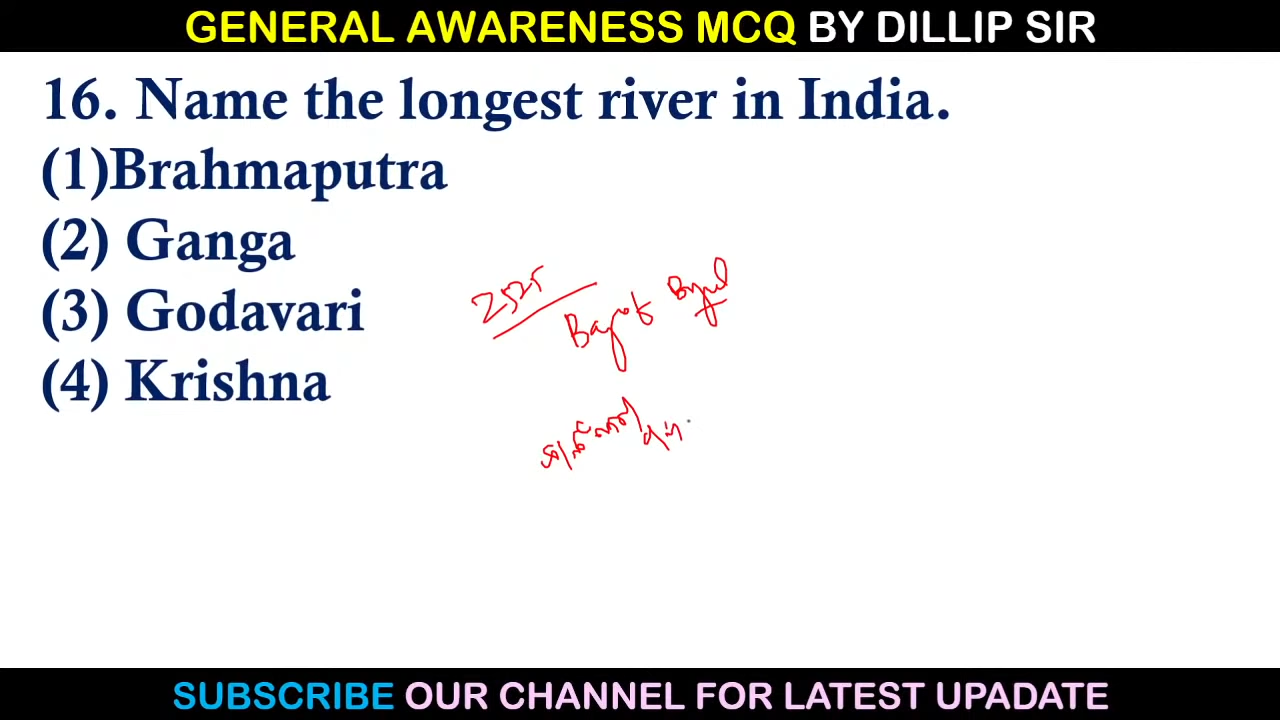 GENERAL AWARENESS MCQ BY DILLIP SIR
16. Name the longest river in India.
(1)Brahmaputra
(2) Ganga
(3) Godavari
(4) Krishna
2525
Bay of
SUBSCRIBE OUR CHANNEL FOR LATEST UPADATE